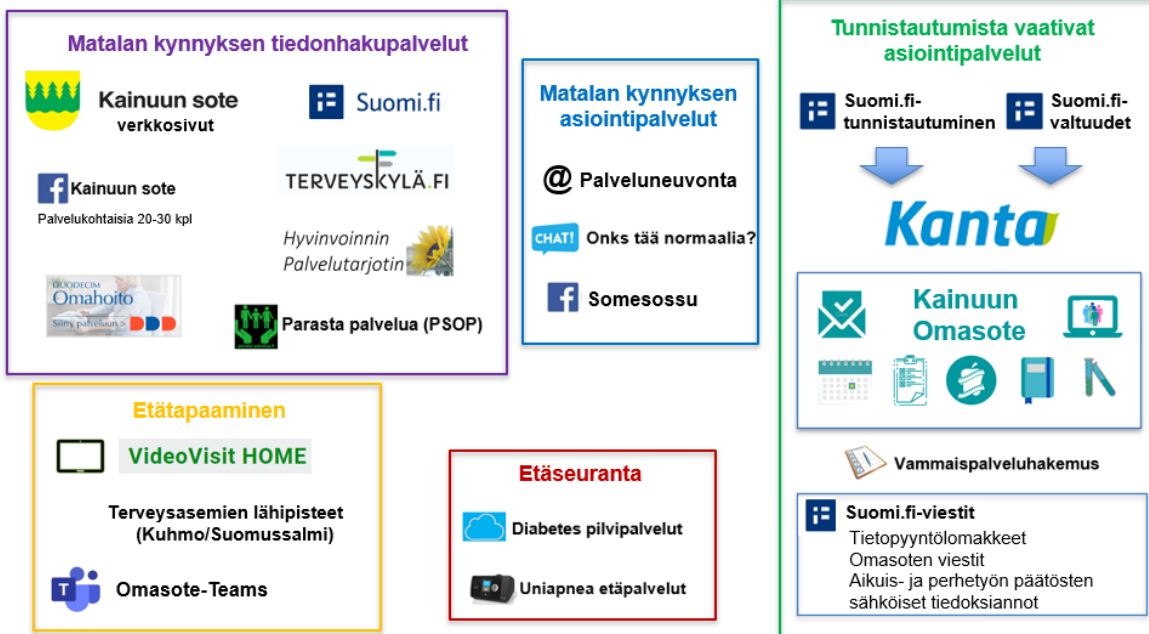 Matalan kynnyksen tiedonhakupalvelut
Kainuun sote
verkkosivut
Suomi.fi
Kainuun sote
Palvelukohtaisia 20-30 kpl
TERVEYSKYLÄ.FI
Hyvinvoinnin
Palvelutarjotin
DUODECIM
Omahoito
Siirry palveluun >
Parasta palvelua (PSOP)
Matalan kynnyksen
asiointipalvelut
@ Palveluneuvonta
CHAT! Onks tää normaalia?
Somesossu
Tunnistautumista vaativat
asiointipalvelut
Suomi.fi-
tunnistautuminen
Suomi.fi-
valtuudet
Kanta
Kainuun
Omasote
Vammaispalveluhakemus
Suomi.fi-viestit
Tietopyyntölomakkeet
Omasoten viestit
Aikuis- ja perhetyön päätösten
sähköiset tiedoksiannot
Etätapaaminen
VideoVisit HOME
Terveysasemien lähipisteet
(Kuhmo/Suomussalmi)
T Omasote-Teams
Etäseuranta
Diabetes pilvipalvelut
Uniapnea etäpalvelut